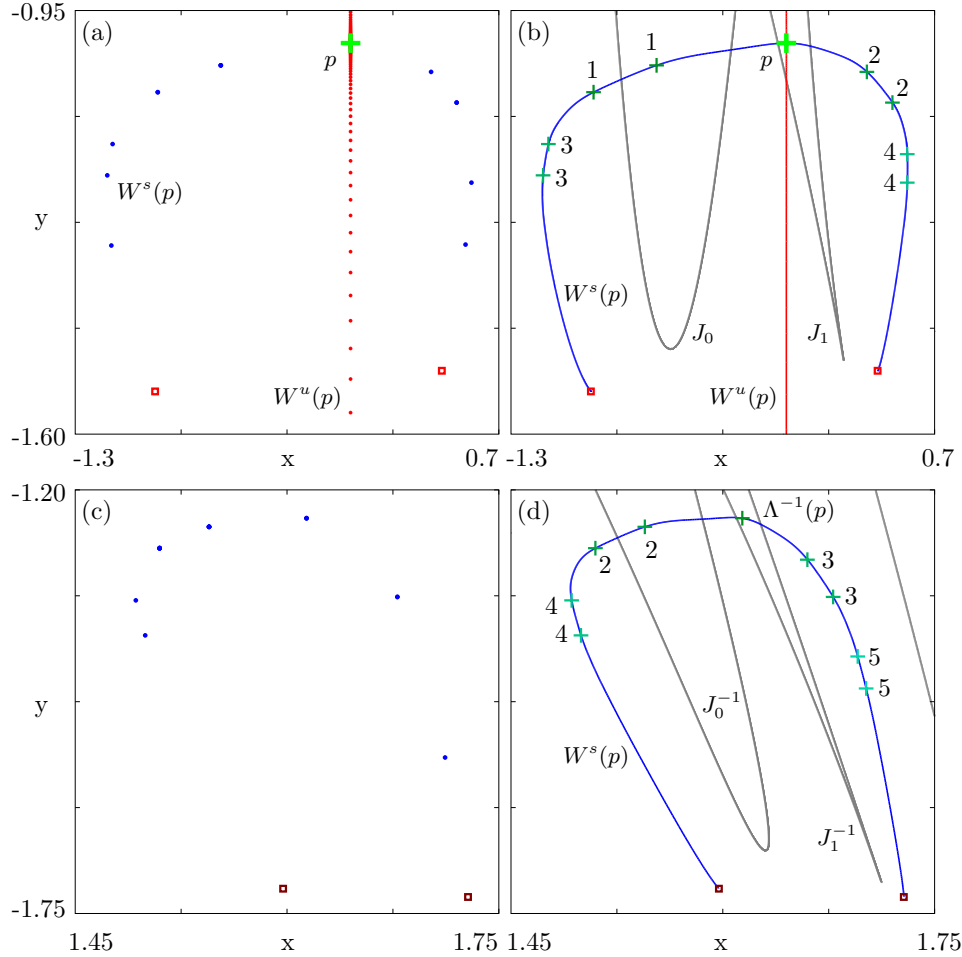 -0.95
(a)
p
W^s(p)
y
W^u(p)
-1.60
-1.3
x
0.7
(b)
1
1
p
2
2
3
3
4
4
W^s(p)
J_0
J_1
W^u(p)
-1.3
x
0.7
-1.20
(c)
y
-1.75
1.45
x
1.75
(d)
Λ^{-1}(p)
2
2
3
3
4
4
5
5
J_0^{-1}
W^s(p)
J_1^{-1}
1.45
x
1.75